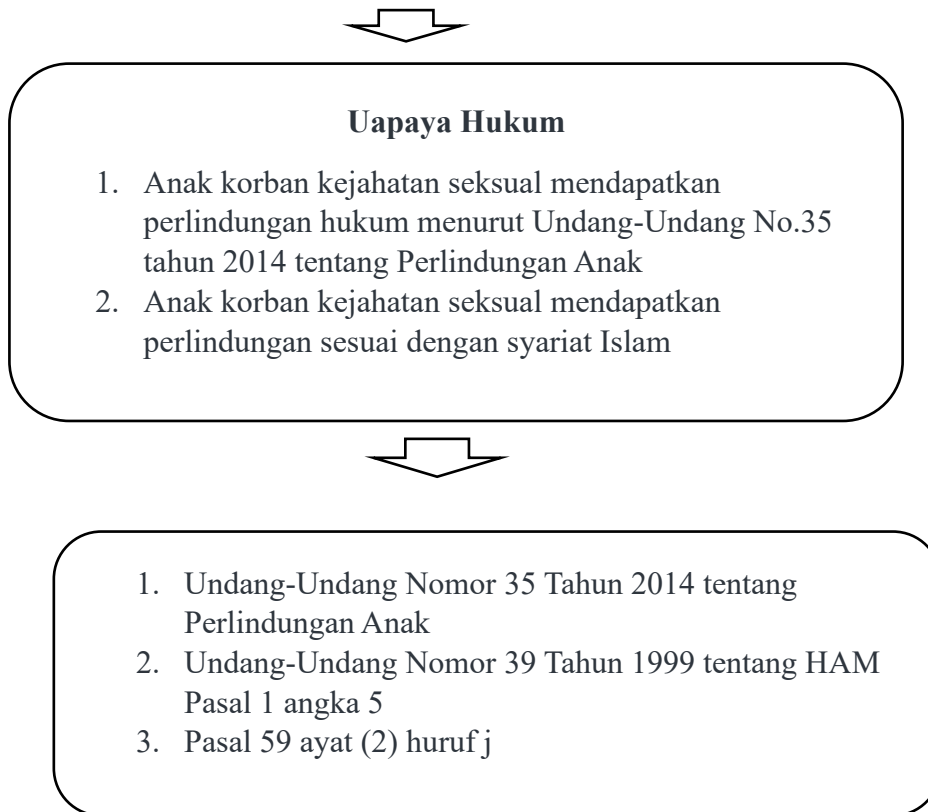 Uapaya Hukum
1. Anak korban kejahatan seksual mendapatkan
perlindungan hukum menurut Undang-Undang No.35
tahun 2014 tentang Perlindungan Anak
2. Anak korban kejahatan seksual mendapatkan
perlindungan sesuai dengan syariat Islam
1. Undang-Undang Nomor 35 Tahun 2014 tentang
Perlindungan Anak
2. Undang-Undang Nomor 39 Tahun 1999 tentang HAM
Pasal 1 angka 5
3. Pasal 59 ayat (2) huruf j